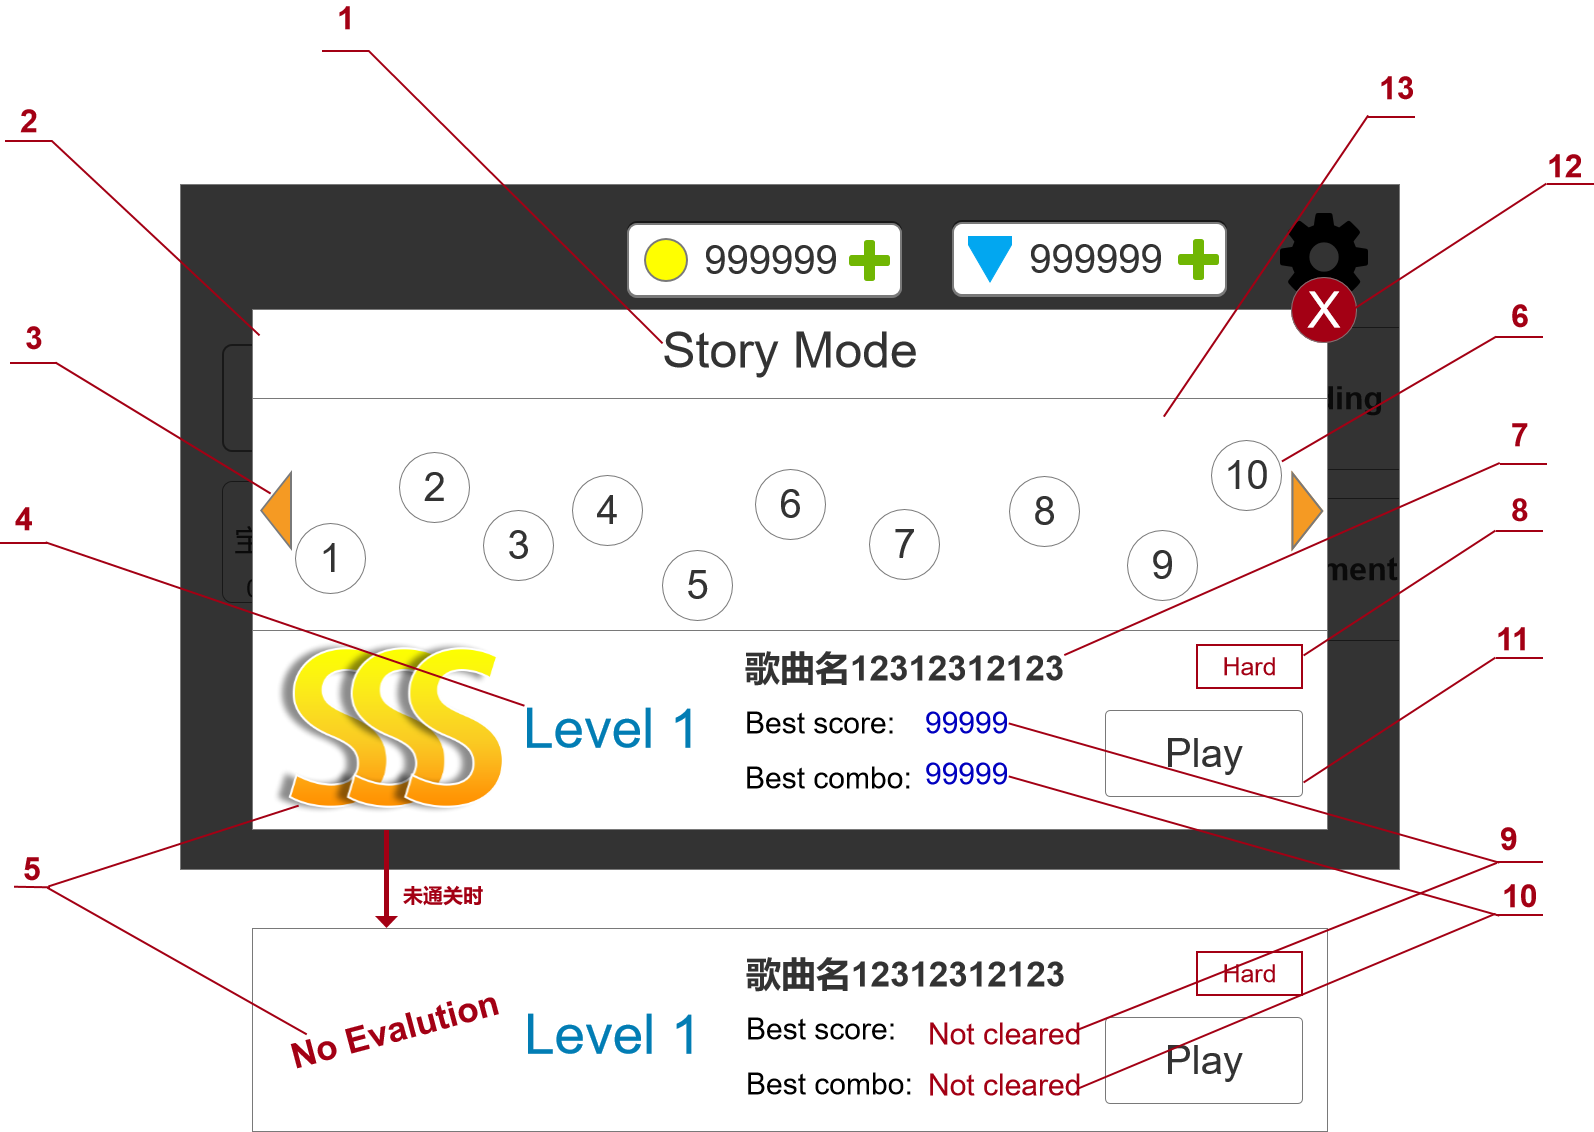 1
13
2
12
999999
999999
X
6
3
Story Mode
ding
7
10
2
4
6
8
8
4
3
7
1
9
ment
5
11
歌曲名12312312123
Hard
Level 1
Best score: 99999
Play
Best combo: 99999
SSS
9
5
未通关时
10
歌曲名12312312123
Hard
No Evalution
Level 1
Best score: Not cleared
Play
Best combo: Not cleared